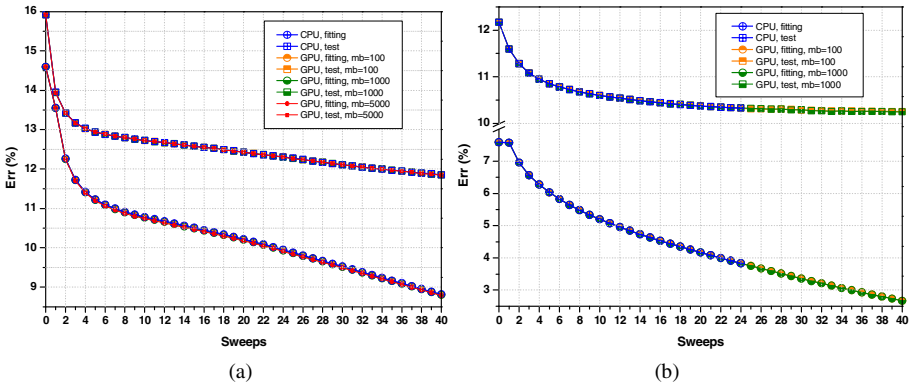 16
15
14
13
12
11
10
9
Err (%)
0 2 4 6 8 10 12 14 16 18 20 22 24 26 28 30 32 34 36 38 40
Sweeps
CPU, fitting
CPU, test
GPU, fitting, mb=100
GPU, test, mb=100
GPU, fitting, mb=1000
GPU, test, mb=1000
GPU, fitting, mb=5000
GPU, test, mb=5000
(a)
12
11
10
7
6
5
4
3
Err (%)
0 2 4 6 8 10 12 14 16 18 20 22 24 26 28 30 32 34 36 38 40
Sweeps
CPU, fitting
CPU, test
GPU, fitting, mb=100
GPU, test, mb=100
GPU, fitting, mb=1000
GPU, test, mb=1000
(b)